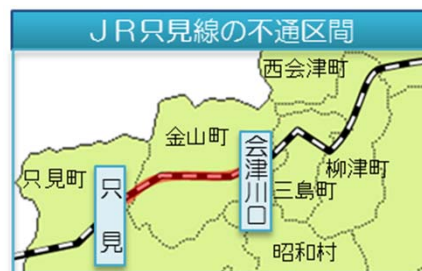 JR只見線の不通区間
西会津町
金山町
会津川口
柳津町
只見町
只見
三島町
昭和村